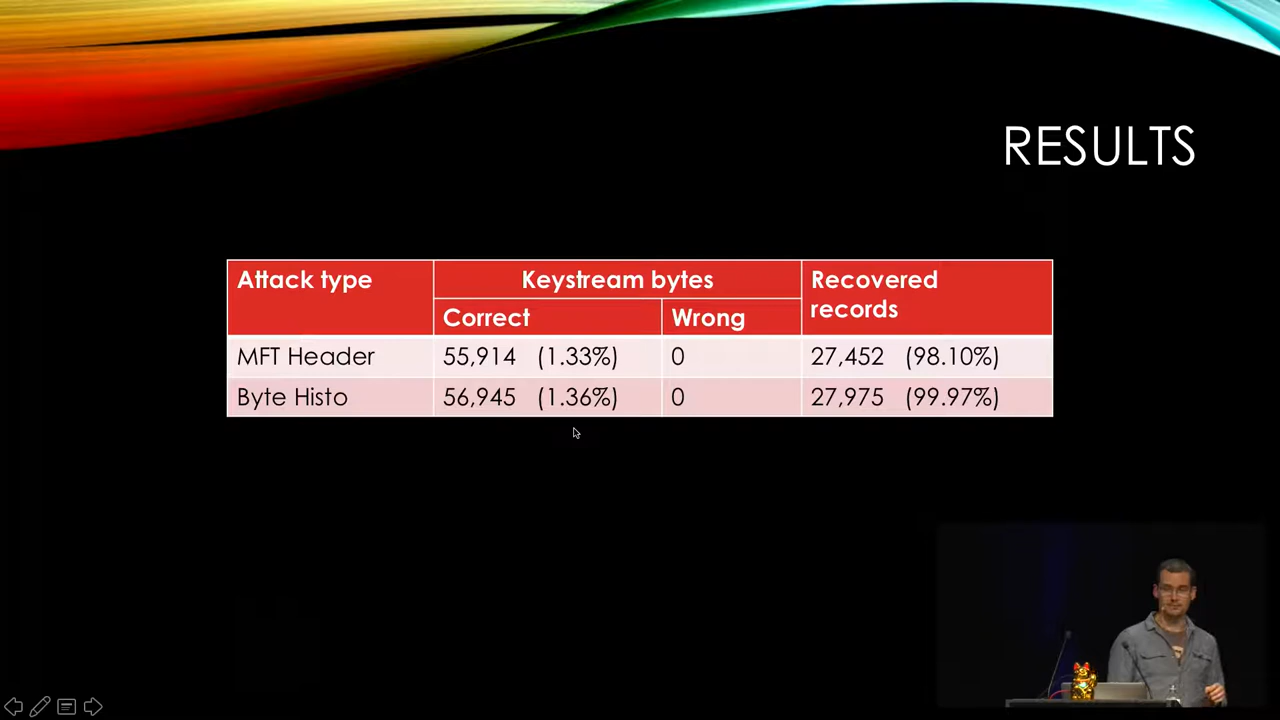 RESULTS
Attack type Keystream bytes Recovered records
Correct Wrong
MFT Header 55,914 (1.33%) 0 27,452 (98.10%)
Byte Histo 56,945 (1.36%) 0 27,975 (99.97%)